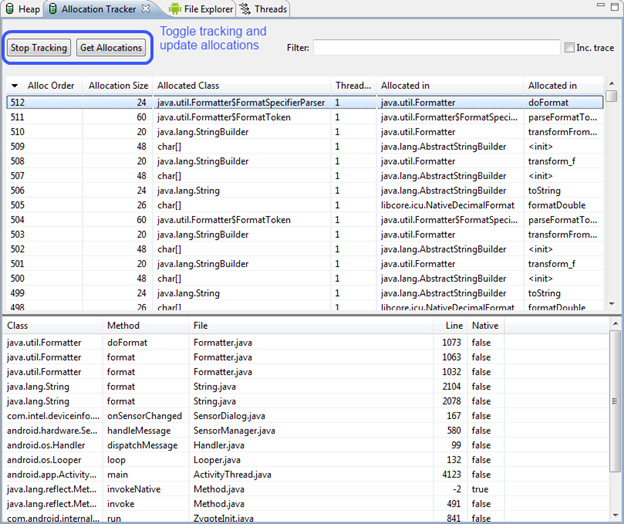 Heap Allocation Tracker File Explorer Threads
Toggle tracking and
update allocations
Stop Tracking Get Allocations Filter: Inc. trace
Alloc Order Allocation Size Allocated Class Thread... Allocated in Allocated in
512 24 java.util.Formatter$FormatSpecifierParser 1 java.util.Formatter doFormat
511 60 java.util.Formatter$FormatToken 1 java.util.Formatter$FormatSpeci... parseFormatTo...
510 20 java.lang.StringBuilder 1 java.util.Formatter transformFrom...
509 48 char[] 1 java.lang.AbstractStringBuilder <init>
508 20 java.lang.StringBuilder 1 java.util.Formatter transform_f
507 48 char[] 1 java.lang.AbstractStringBuilder <init>
506 24 java.lang.String 1 java.lang.AbstractStringBuilder toString
505 26 char[] 1 libcore.icu.NativeDecimalFormat formatDouble
504 60 java.util.Formatter$FormatToken 1 java.util.Formatter$FormatSpeci... parseFormatTo...
503 20 java.lang.StringBuilder 1 java.util.Formatter transformFrom...
502 48 char[] 1 java.lang.AbstractStringBuilder <init>
501 20 java.lang.StringBuilder 1 java.util.Formatter transform_f
500 48 char[] 1 java.lang.AbstractStringBuilder <init>
499 24 java.lang.String 1 java.lang.AbstractStringBuilder toString
498 26 char[] 1 libcore.icu.NativeDecimalFormat formatDouble
Class Method File Line Native
java.util.Formatter doFormat Formatter.java 1073 false
java.util.Formatter format Formatter.java 1063 false
java.util.Formatter format Formatter.java 1032 false
java.lang.String format String.java 2104 false
java.lang.String format String.java 2078 false
com.intel.deviceinfo.... onSensorChanged SensorDialog.java 167 false
android.hardware.Se... handleMessage SensorManager.java 580 false
android.os.Handler dispatchMessage Handler.java 99 false
android.os.Looper loop Looper.java 132 false
android.app.Activity... main ActivityThread.java 4123 false
java.lang.reflect.Met... invokeNative Method.java -2 true
java.lang.reflect.Met... invoke Method.java 491 false
com.android.internal... run ZygoteInit.java 841 false